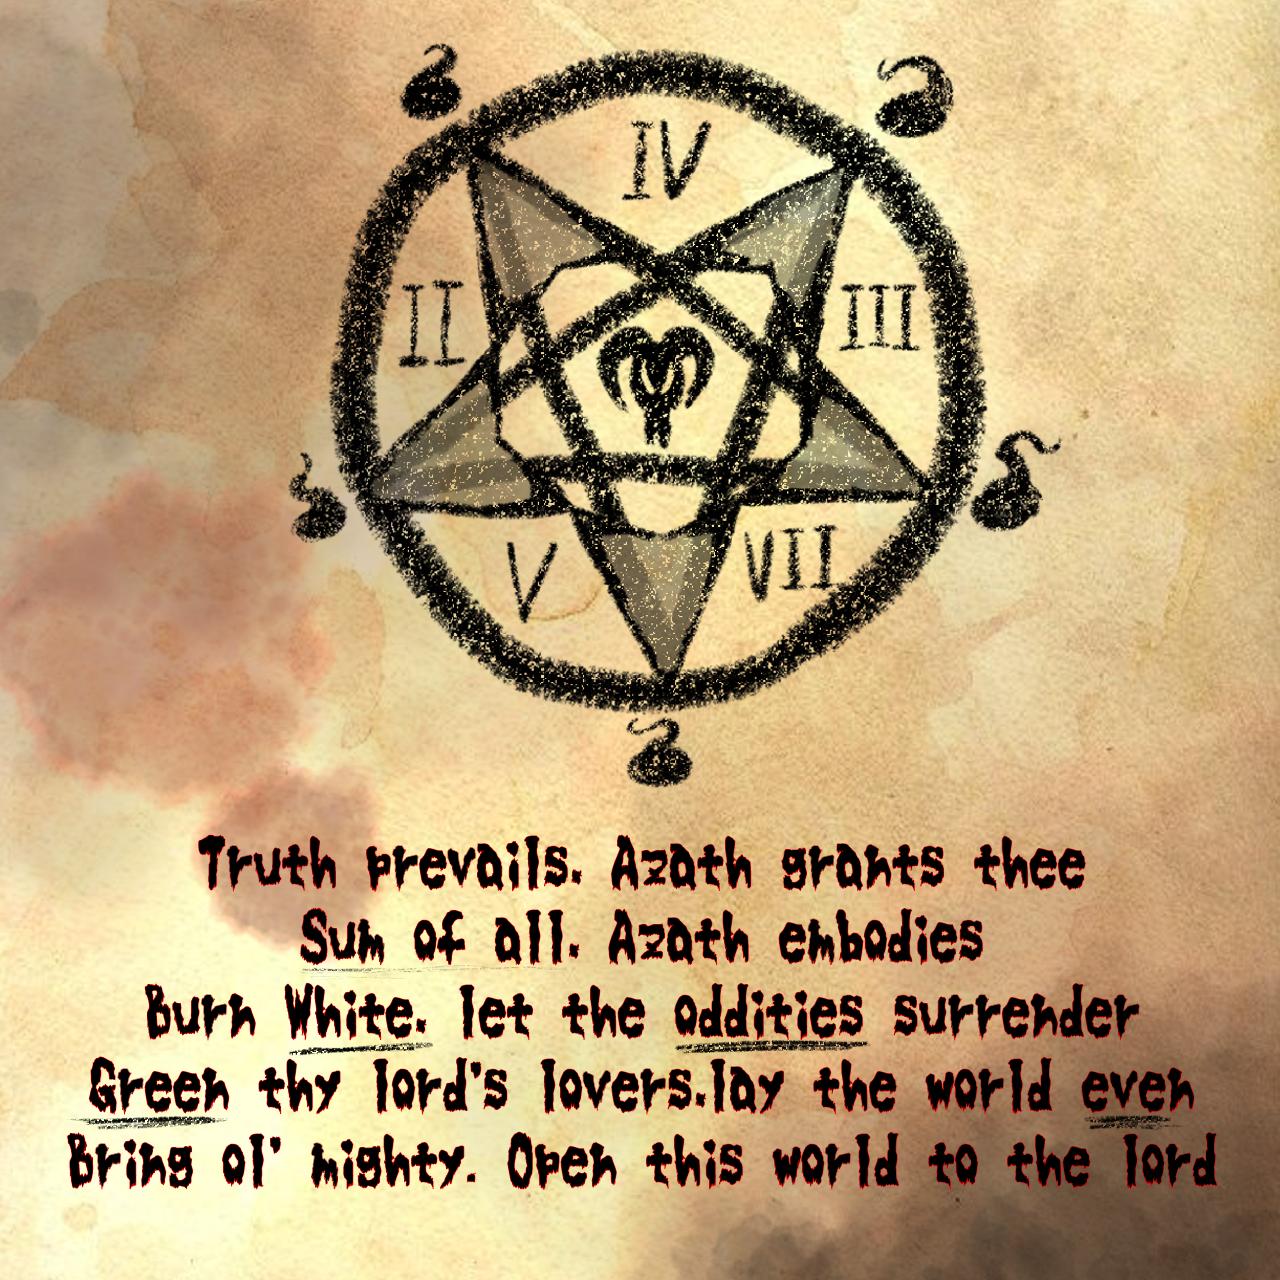 IV
II
III
V
VII
Truth prevails. Azath grants thee
Sum of all. Azath embodies
Burn White. let the oddities surrender
Green thy lord's lovers.lay the world even
Bring ol' mighty. Open this world to the lord